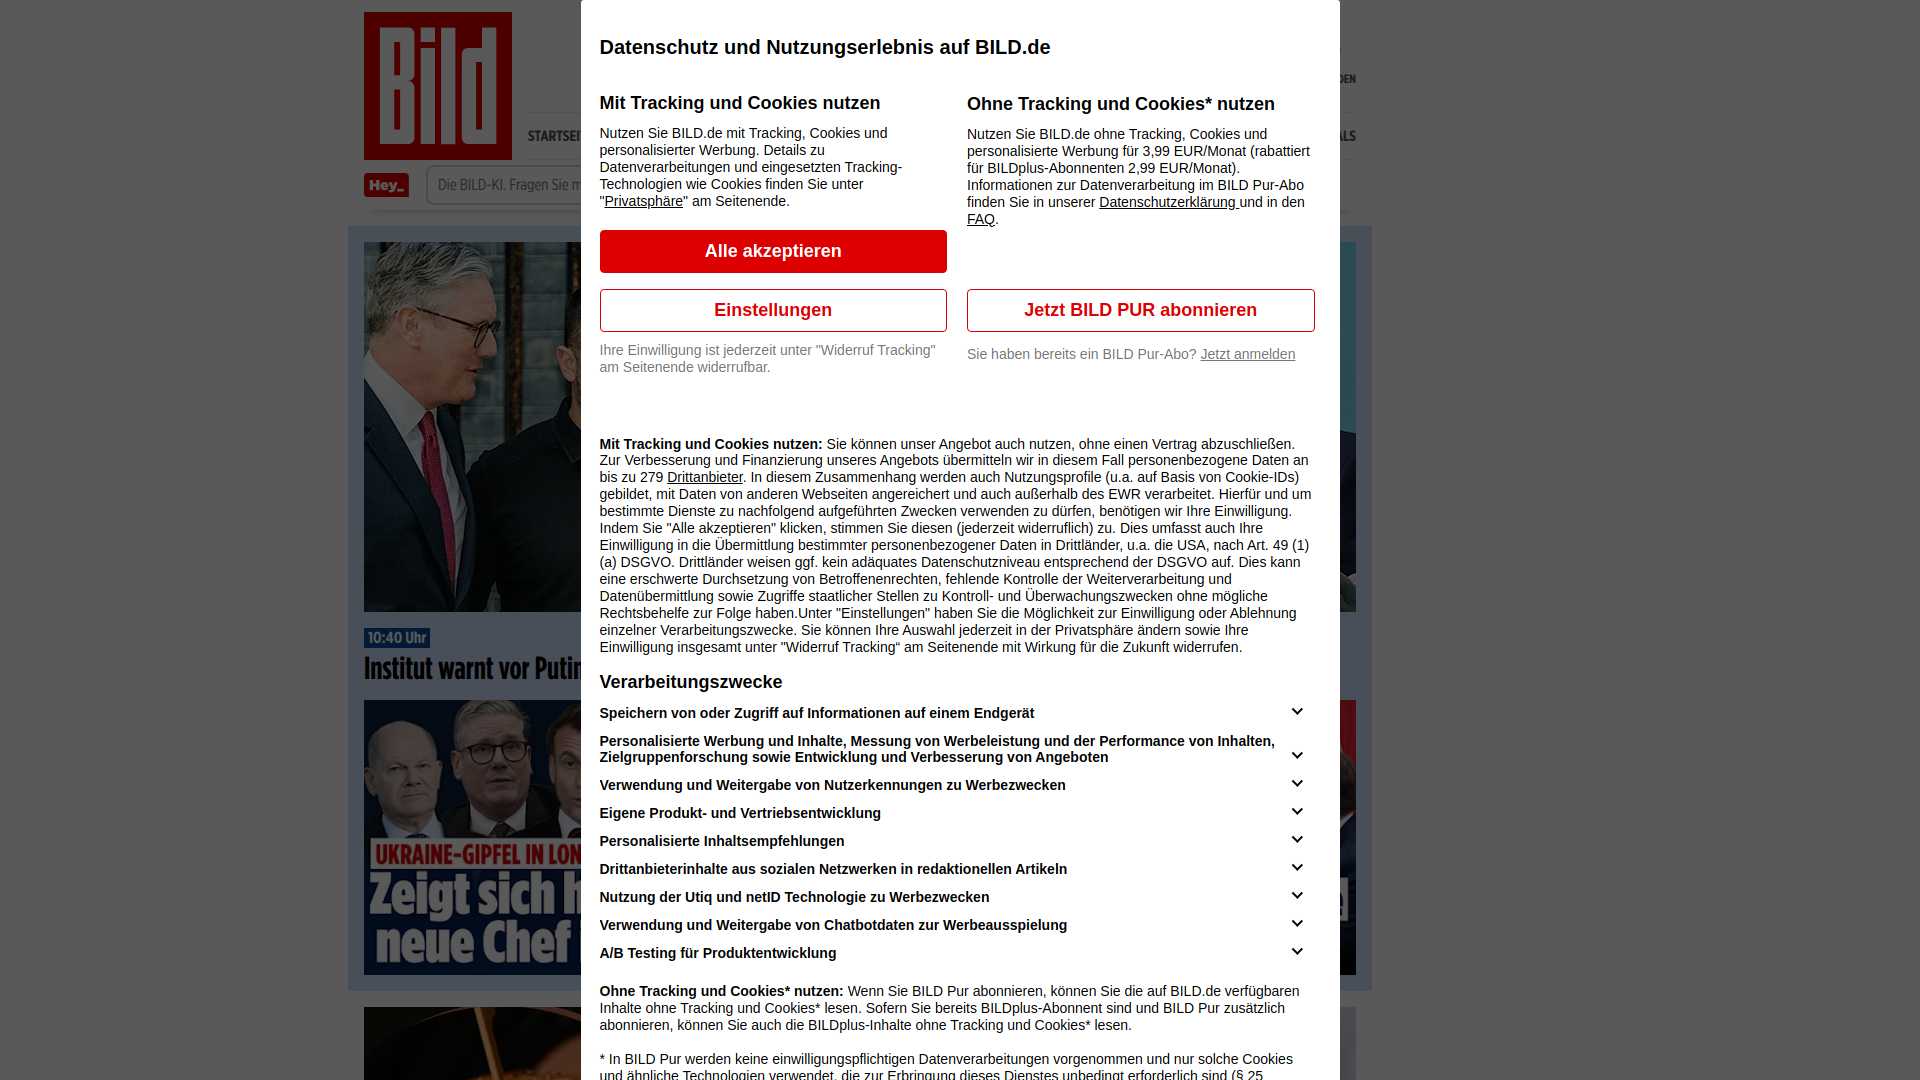 Bild
STARTSEI
Hey_
Die BILD-KI. Fragen Sie m
DEN
ALS
Datenschutz und Nutzungserlebnis auf BILD.de
Mit Tracking und Cookies nutzen
Nutzen Sie BILD.de mit Tracking, Cookies und
personalisierter Werbung. Details zu
Datenverarbeitungen und eingesetzten Tracking-
Technologien wie Cookies finden Sie unter
"Privatsphäre" am Seitenende.
Alle akzeptieren
Einstellungen
Ihre Einwilligung ist jederzeit unter "Widerruf Tracking"
am Seitenende widerrufbar.
Ohne Tracking und Cookies* nutzen
Nutzen Sie BILD.de ohne Tracking, Cookies und
personalisierte Werbung für 3,99 EUR/Monat (rabattiert
für BILDplus-Abonnenten 2,99 EUR/Monat).
Informationen zur Datenverarbeitung im BILD Pur-Abo
finden Sie in unserer Datenschutzerklärung und in den
FAQ.
Jetzt BILD PUR abonnieren
Sie haben bereits ein BILD Pur-Abo? Jetzt anmelden
Mit Tracking und Cookies nutzen: Sie können unser Angebot auch nutzen, ohne einen Vertrag abzuschließen.
Zur Verbesserung und Finanzierung unseres Angebots übermitteln wir in diesem Fall personenbezogene Daten an
bis zu 279 Drittanbieter. In diesem Zusammenhang werden auch Nutzungsprofile (u.a. auf Basis von Cookie-IDs)
gebildet, mit Daten von anderen Webseiten angereichert und auch außerhalb des EWR verarbeitet. Hierfür und um
bestimmte Dienste zu nachfolgend aufgeführten Zwecken verwenden zu dürfen, benötigen wir Ihre Einwilligung.
Indem Sie "Alle akzeptieren" klicken, stimmen Sie diesen (jederzeit widerruflich) zu. Dies umfasst auch Ihre
Einwilligung in die Übermittlung bestimmter personenbezogener Daten in Drittländer, u.a. die USA, nach Art. 49 (1)
(a) DSGVO. Drittländer weisen ggf. kein adäquates Datenschutzniveau entsprechend der DSGVO auf. Dies kann
eine erschwerte Durchsetzung von Betroffenenrechten, fehlende Kontrolle der Weiterverarbeitung und
Datenübermittlung sowie Zugriffe staatlicher Stellen zu Kontroll- und Überwachungszwecken ohne mögliche
Rechtsbehelfe zur Folge haben.Unter "Einstellungen" haben Sie die Möglichkeit zur Einwilligung oder Ablehnung
einzelner Verarbeitungszwecke. Sie können Ihre Auswahl jederzeit in der Privatsphäre ändern sowie Ihre
Einwilligung insgesamt unter "Widerruf Tracking“ am Seitenende mit Wirkung für die Zukunft widerrufen.
Verarbeitungszwecke
Speichern von oder Zugriff auf Informationen auf einem Endgerät
Personalisierte Werbung und Inhalte, Messung von Werbeleistung und der Performance von Inhalten,
Zielgruppenforschung sowie Entwicklung und Verbesserung von Angeboten
Verwendung und Weitergabe von Nutzerkennungen zu Werbezwecken
Eigene Produkt- und Vertriebsentwicklung
Personalisierte Inhaltsempfehlungen
Drittanbieterinhalte aus sozialen Netzwerken in redaktionellen Artikeln
Nutzung der Utiq und netID Technologie zu Werbezwecken
Verwendung und Weitergabe von Chatbotdaten zur Werbeausspielung
A/B Testing für Produktentwicklung
Ohne Tracking und Cookies* nutzen: Wenn Sie BILD Pur abonnieren, können Sie die auf BILD.de verfügbaren
Inhalte ohne Tracking und Cookies* lesen. Sofern Sie bereits BILDplus-Abonnent sind und BILD Pur zusätzlich
abonnieren, können Sie auch die BILDplus-Inhalte ohne Tracking und Cookies* lesen.
* In BILD Pur werden keine einwilligungspflichtigen Datenverarbeitungen vorgenommen und nur solche Cookies
und ähnliche Technologien verwendet, die zur Erbringung dieses Dienstes unbedingt erforderlich sind (§ 25
10:40 Uhr
Institut warnt vor Putin
UKRAINE-GIPFEL IN LON
Zeigt sich h
neue Chef